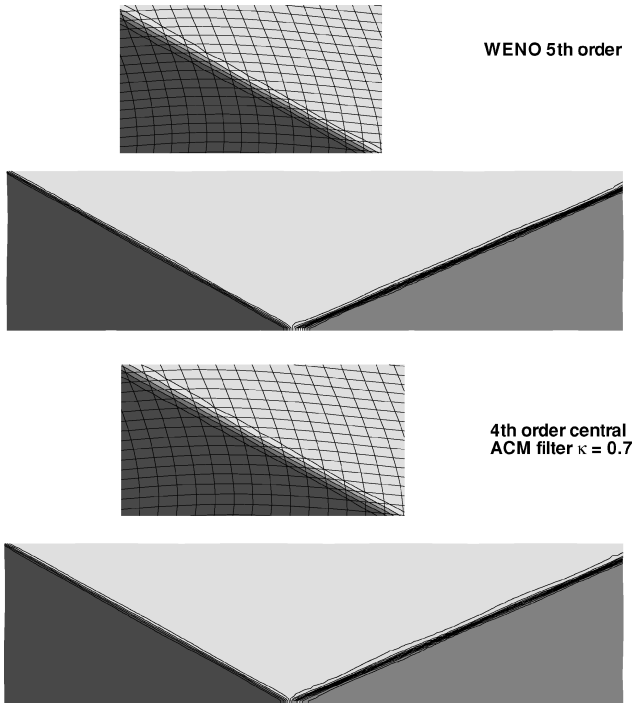 WENO 5th order
4th order central
ACM filter κ = 0.7